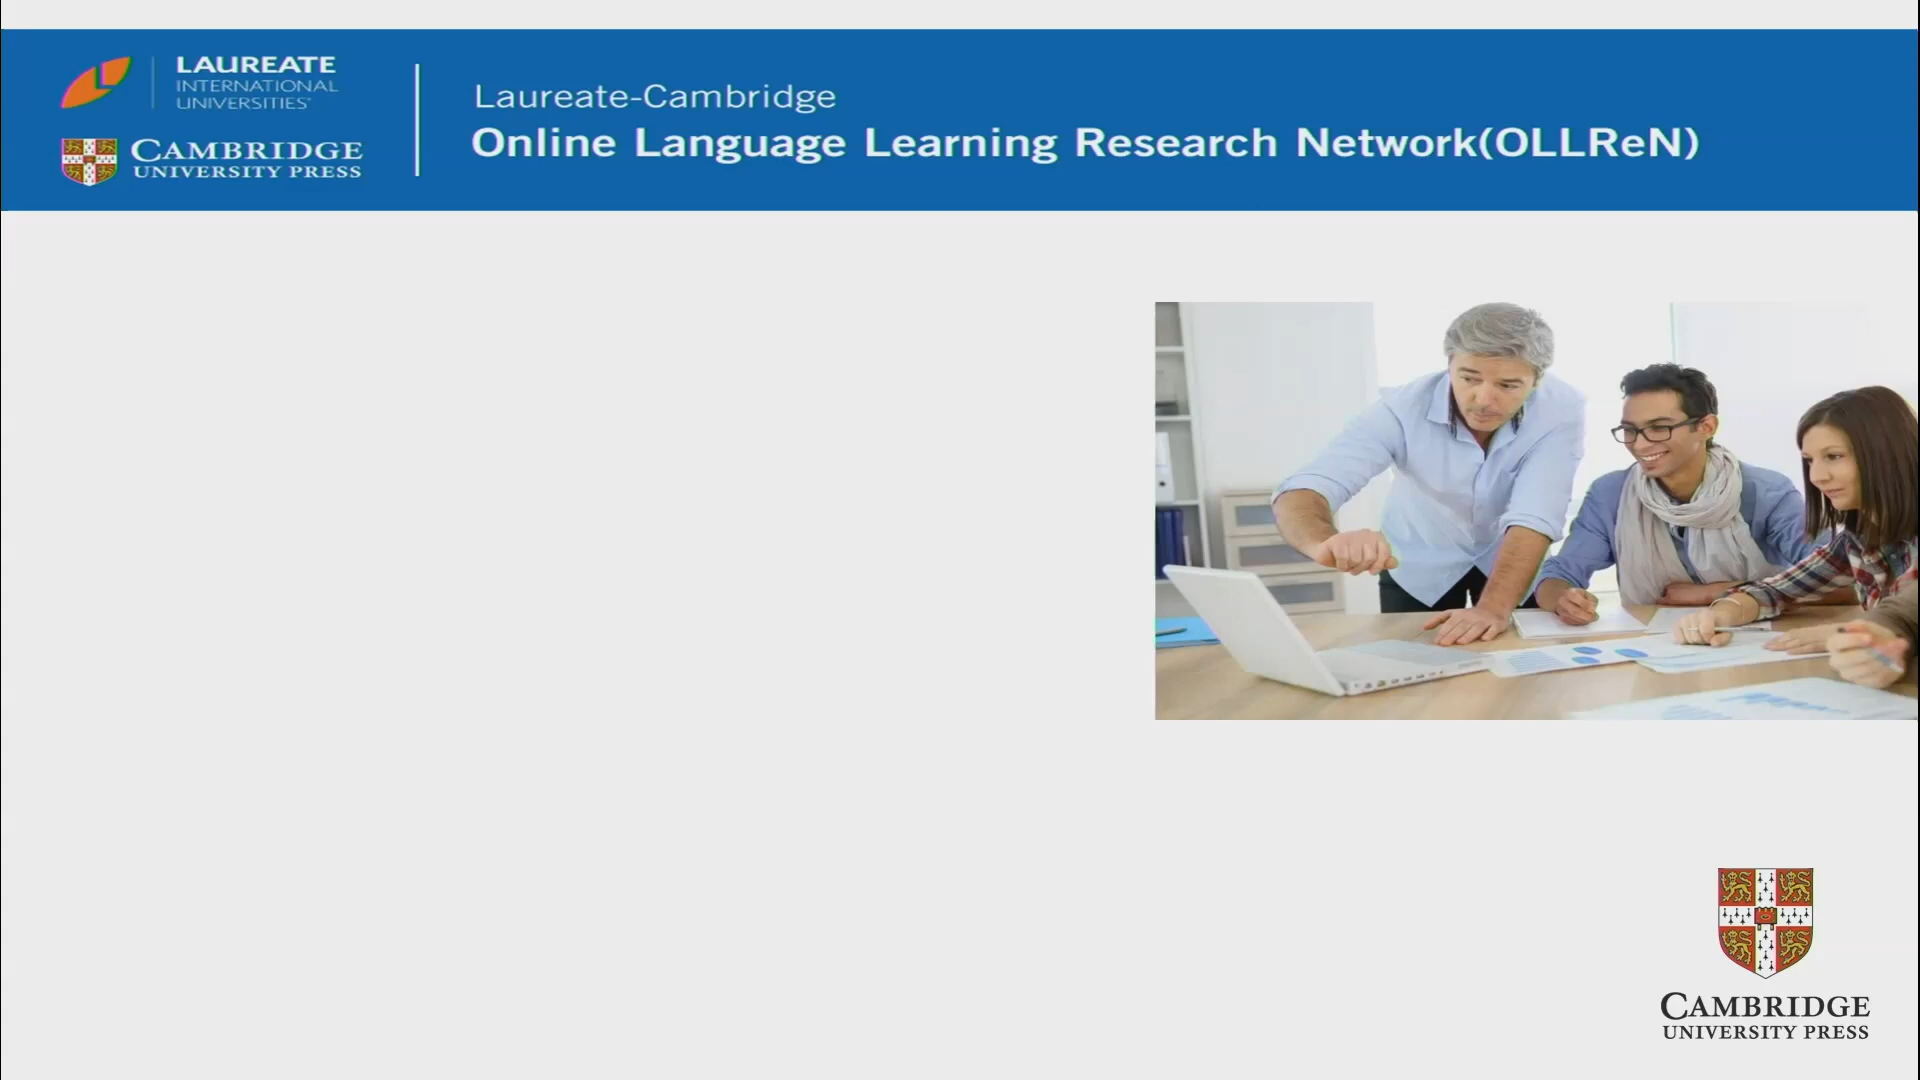 LAUREATE
INTERNATIONAL
UNIVERSITIES
CAMBRIDGE
UNIVERSITY PRESS
Laureate-Cambridge
Online Language Learning Research Network(OLLReN)
CAMBRIDGE
UNIVERSITY PRESS